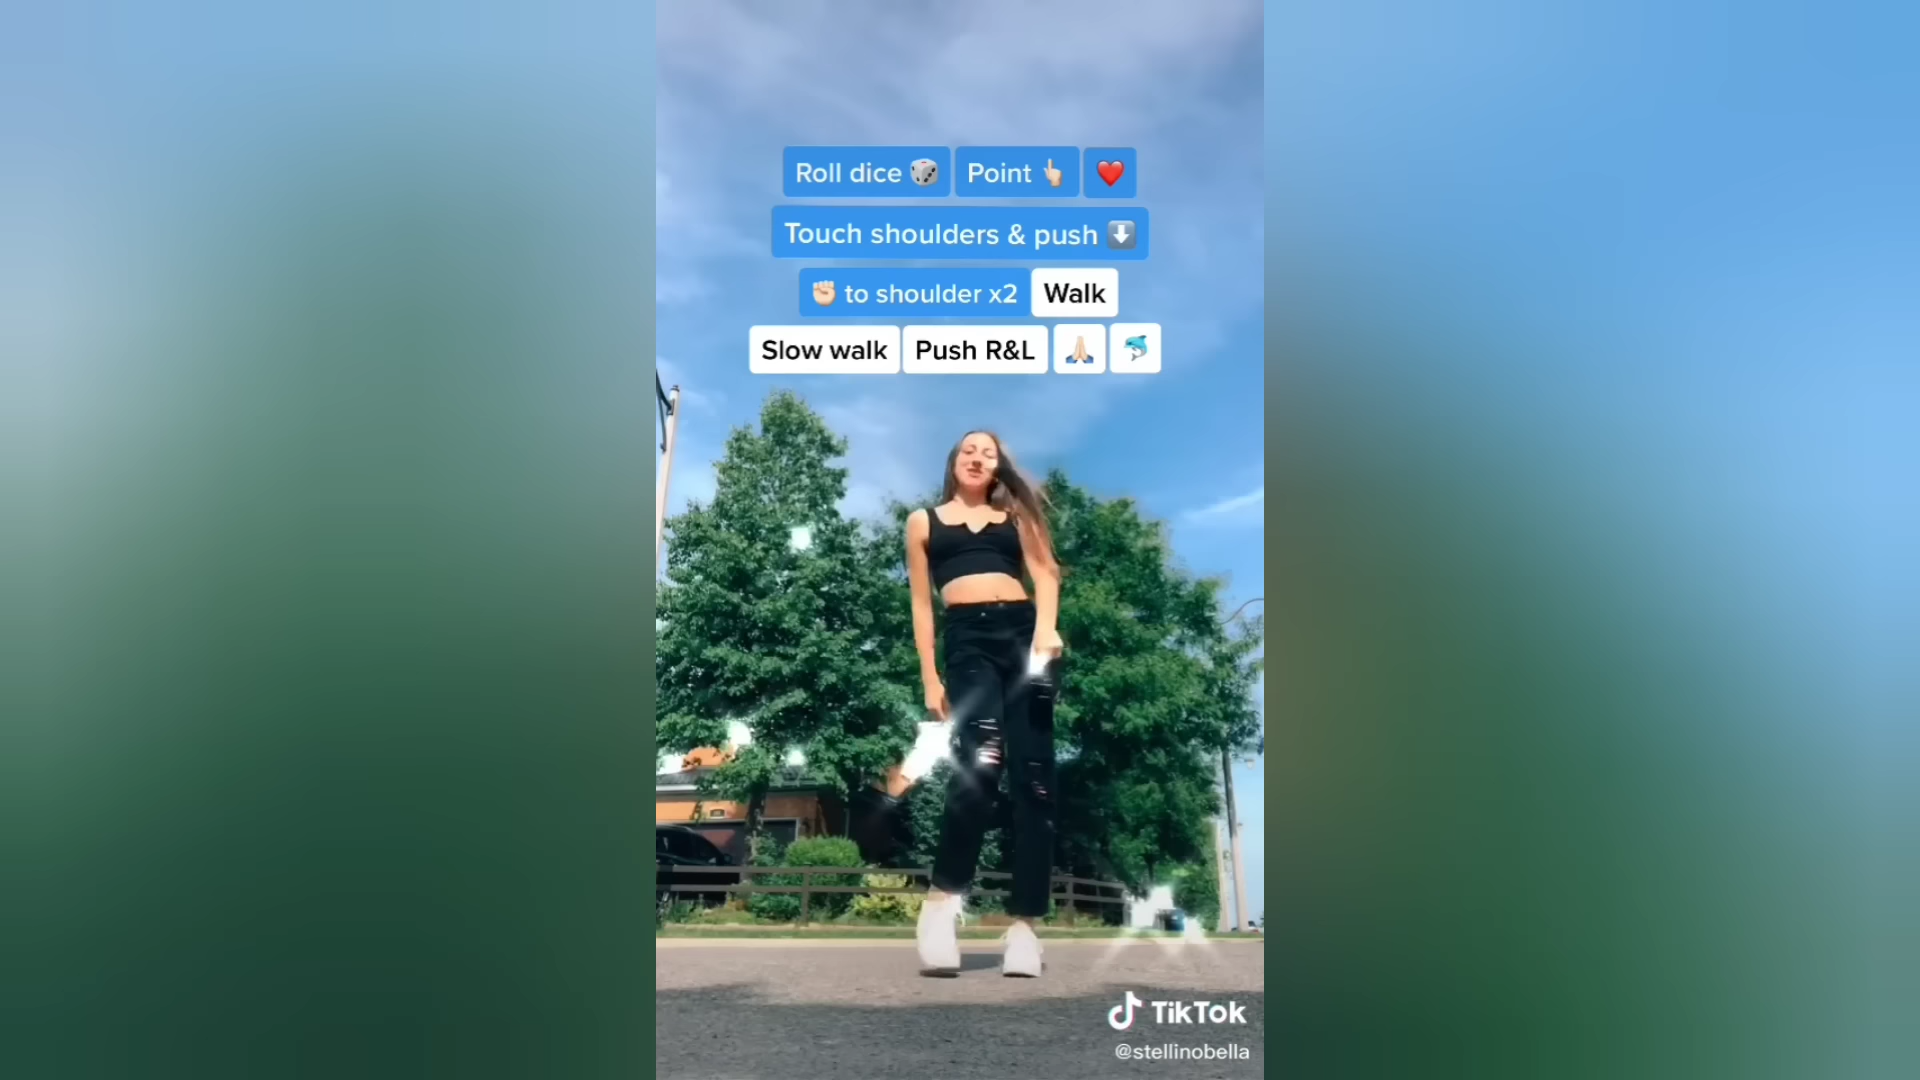 Roll dice 🎲 Point 👆🏼 ❤️
Touch shoulders & push ⬇️
✊🏻 to shoulder x2 Walk
Slow walk Push R&L 🙏🏼 🐬
TikTok
@stellinobella